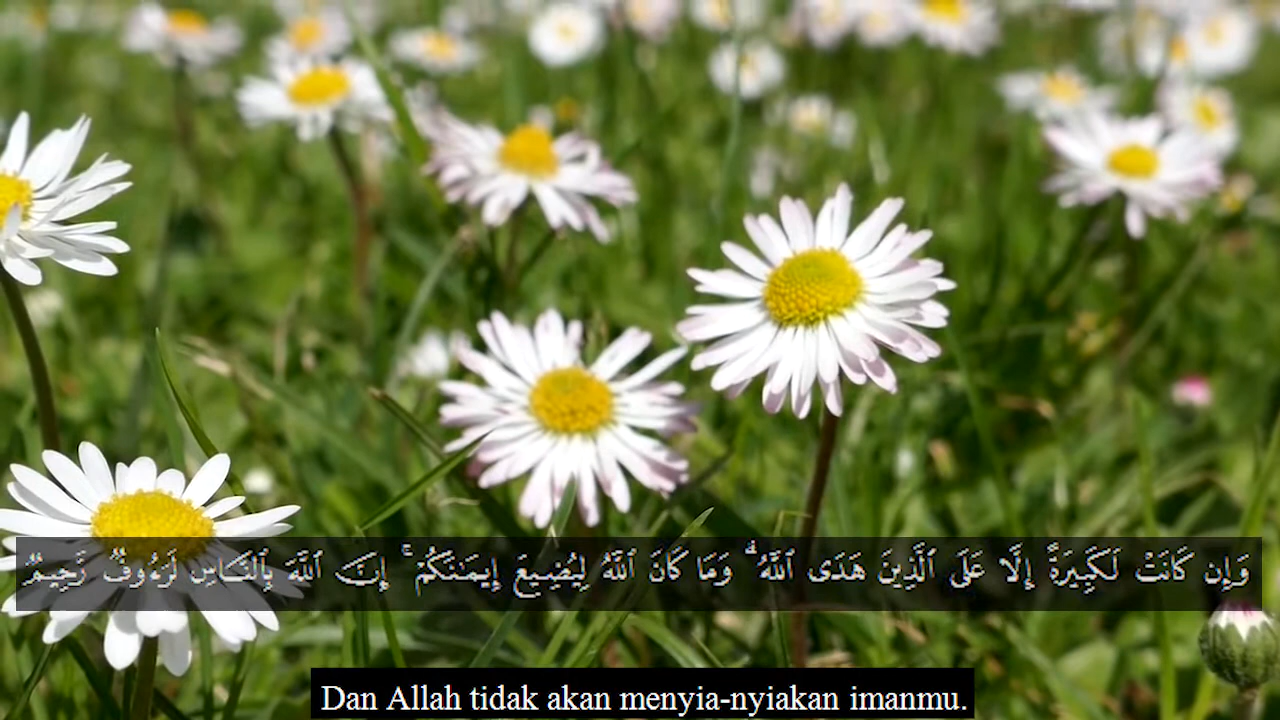 وَإِن كَانَتْ لَكَبِيرَةً إِلَّا عَلَى ٱلَّذِينَ هَدَى ٱللَّهُ ۗ وَمَا كَانَ ٱللَّهُ لِيُضِيعَ إِيمَـٰنَكُمْ ۚ إِنَّ ٱللَّهَ بِٱلنَّاسِ لَرَءُوفٌ رَّحِيمٌ
Dan Allah tidak akan menyia-nyiakan imanmu.